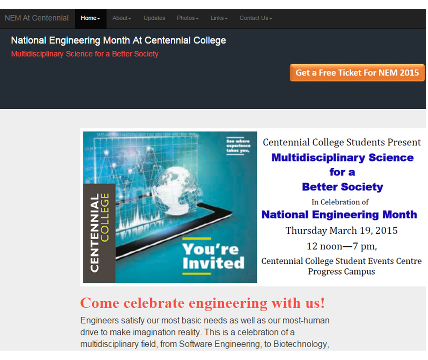 NEM At Centennial Home About Updates Photos Links Contact Us
National Engineering Month At Centennial College
Multidisciplinary Science for a Better Society
Get a Free Ticket For NEM 2015
see where
experience
takes you.
CENTENNIAL
COLLEGE
You're
Invited
Centennial College Students Present
Multidisciplinary Science
for a
Better Society
In Celebration of
National Engineering Month
Thursday March 19, 2015
12 noon—7 pm,
Centennial College Student Events Centre
Progress Campus
Come celebrate engineering with us!
Engineers satisfy our most basic needs as well as our most-human
drive to make imagination reality. This is a celebration of a
multidisciplinary field, from Software Engineering, to Biotechnology,